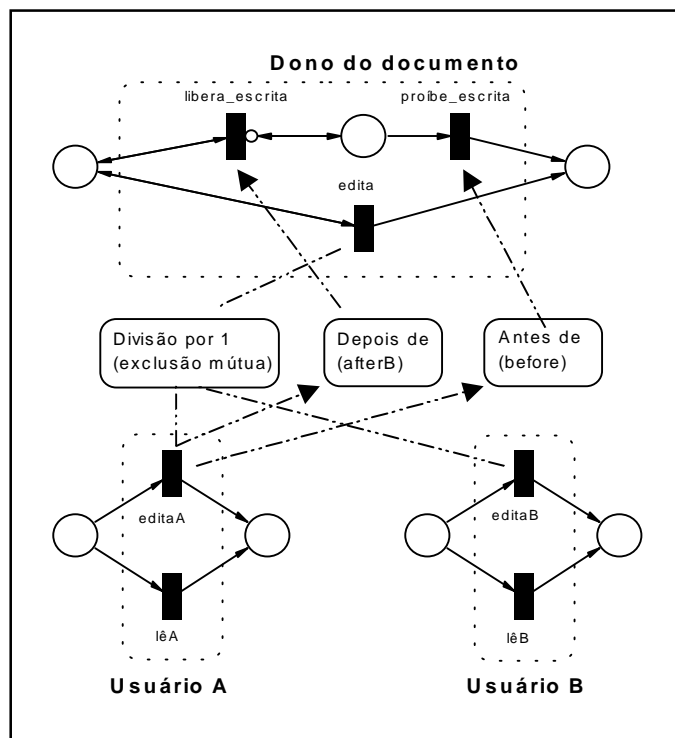 Dono do documento
libera_escrita
proíbe_escrita
edita
Divisão por 1
(exclusão mútua)
Depois de
(afterB)
Antes de
(before)
editaA
editaB
lêA
lêB
Usuário A
Usuário B